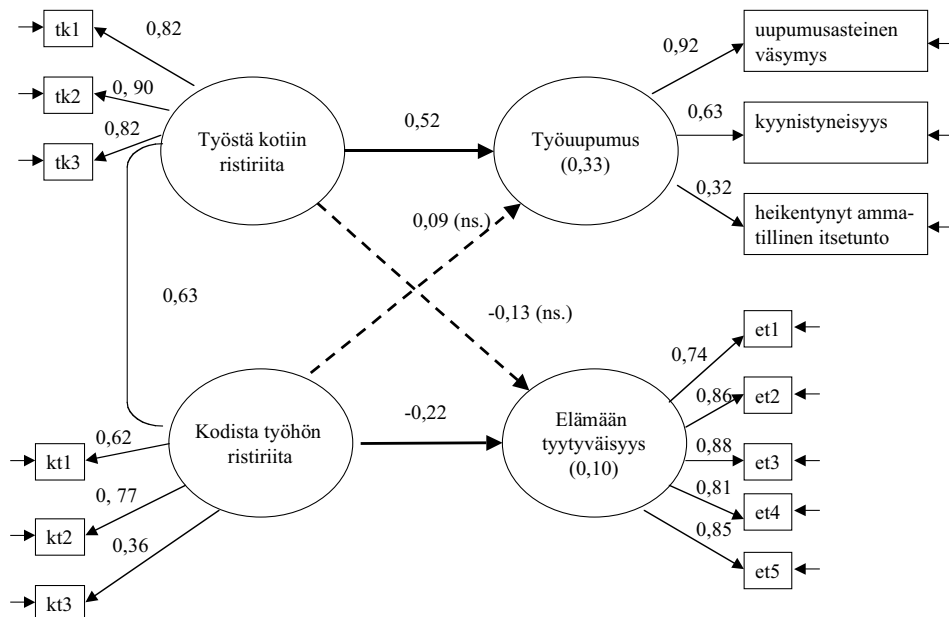 tk1
0,82
tk2
0, 90
tk3
0,82
Työstä kotiin
ristiriita
0,52
Työuupumus
(0,33)
0,92
uupumusasteinen
väsymys
0,63
kyynistyneisyys
0,32
heikentynyt amma-
tillinen itsetunto
0,09 (ns.)
0,63
-0,13 (ns.)
Kodista työhön
ristiriita
-0,22
Elämään
tyytyväisyys
(0,10)
kt1
0,62
kt2
0, 77
kt3
0,36
0,74
et1
0,86
et2
0,88
et3
0,81
et4
0,85
et5